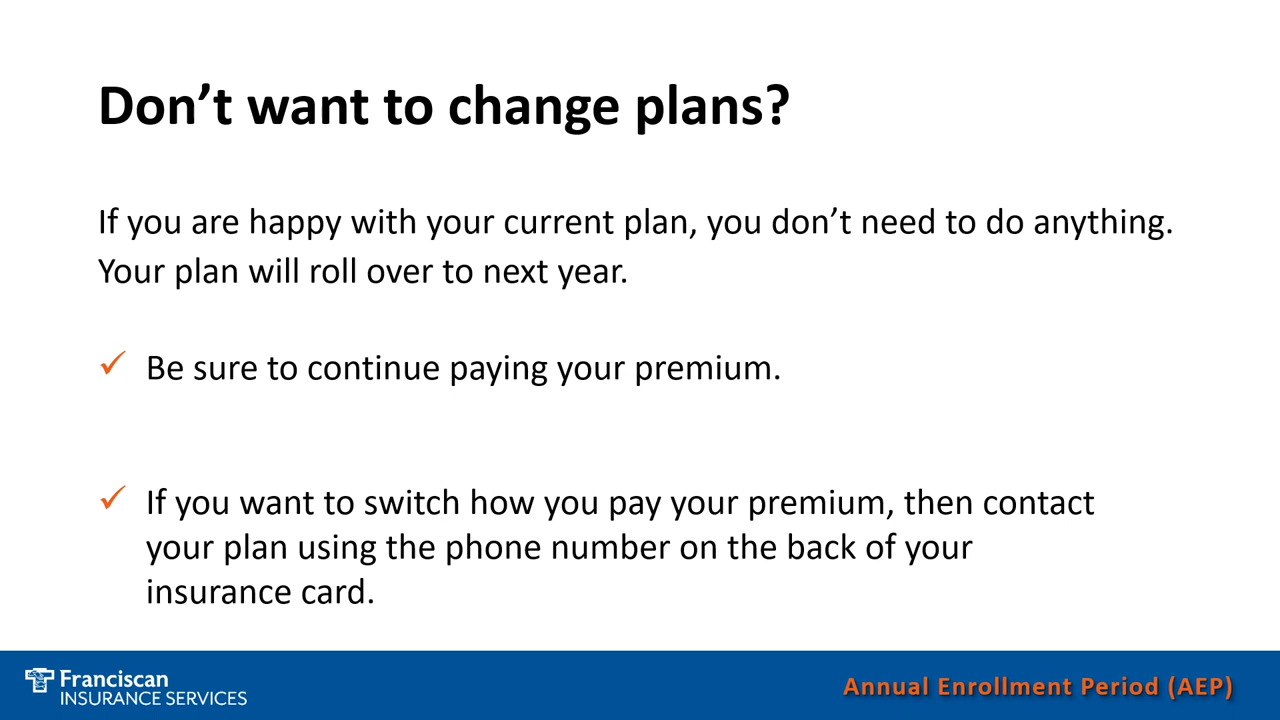 Don’t want to change plans?
If you are happy with your current plan, you don’t need to do anything.
Your plan will roll over to next year.
✓ Be sure to continue paying your premium.
✓ If you want to switch how you pay your premium, then contact
your plan using the phone number on the back of your
insurance card.
Franciscan
INSURANCE SERVICES
Annual Enrollment Period (AEP)